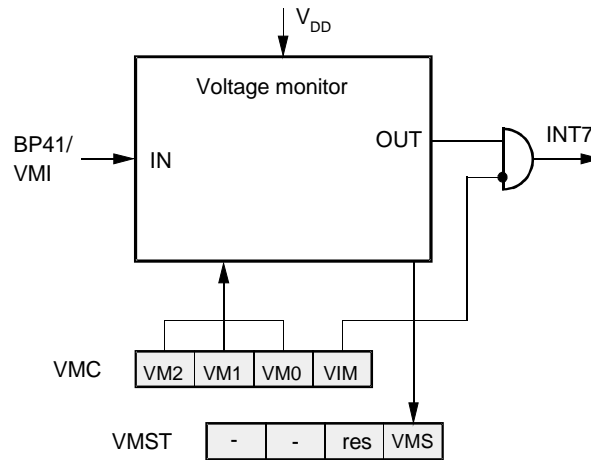 VDD
Voltage monitor
BP41/
VMI
IN
OUT
INT7
VMC
VM2 VM1 VM0 VIM
VMST
- - res VMS